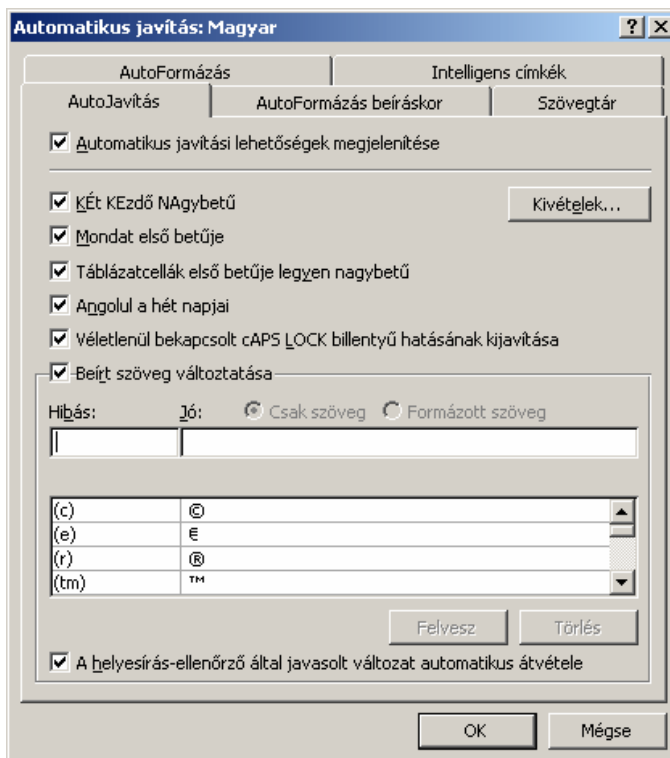 Automatikus javítás: Magyar
AutoFormázás Intelligens címkék
AutoJavítás AutoFormázás beíráskor Szövegtár
Automatikus javítási lehetőségek megjelenítése
KÉt KEzdő NAgybetű Kivételek...
Mondat első betűje
Táblázatcellák első betűje legyen nagybetű
Angolul a hét napjai
Véletlenül bekapcsolt cAPS LOCK billentyű hatásának kijavítása
Beírt szöveg változtatása
Hibás: Jó: Csak szöveg Formázott szöveg
(c) ©
(e) €
(r) ®
(tm) ™
Felvesz Törlés
A helyesírás-ellenőrző által javasolt változat automatikus átvétele
OK Mégse